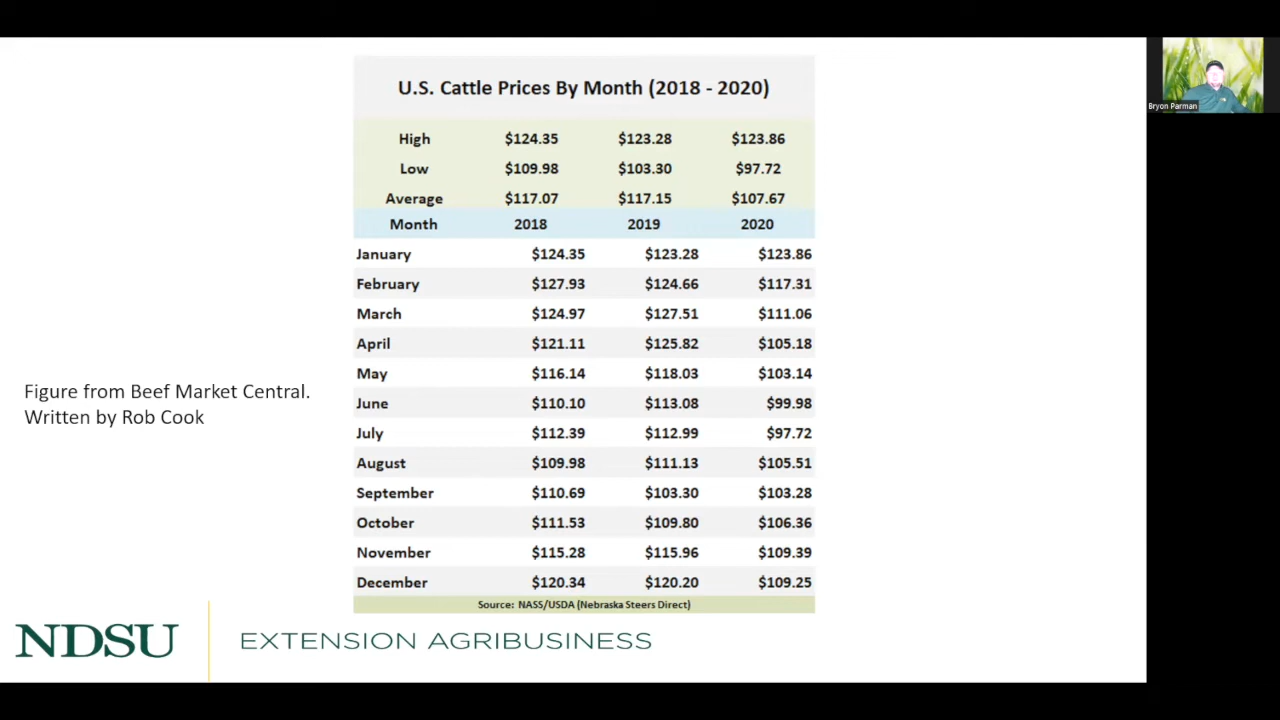 U.S. Cattle Prices By Month (2018 - 2020)
High $124.35 $123.28 $123.86
Low $109.98 $103.30 $97.72
Average $117.07 $117.15 $107.67
Month 2018 2019 2020
January $124.35 $123.28 $123.86
February $127.93 $124.66 $117.31
March $124.97 $127.51 $111.06
April $121.11 $125.82 $105.18
May $116.14 $118.03 $103.14
June $110.10 $113.08 $99.98
July $112.39 $112.99 $97.72
August $109.98 $111.13 $105.51
September $110.69 $103.30 $103.28
October $111.53 $109.80 $106.36
November $115.28 $115.96 $109.39
December $120.34 $120.20 $109.25
Source: NASS/USDA (Nebraska Steers Direct)
Figure from Beef Market Central.
Written by Rob Cook
NDSU EXTENSION AGRIBUSINESS
Bryon Parman